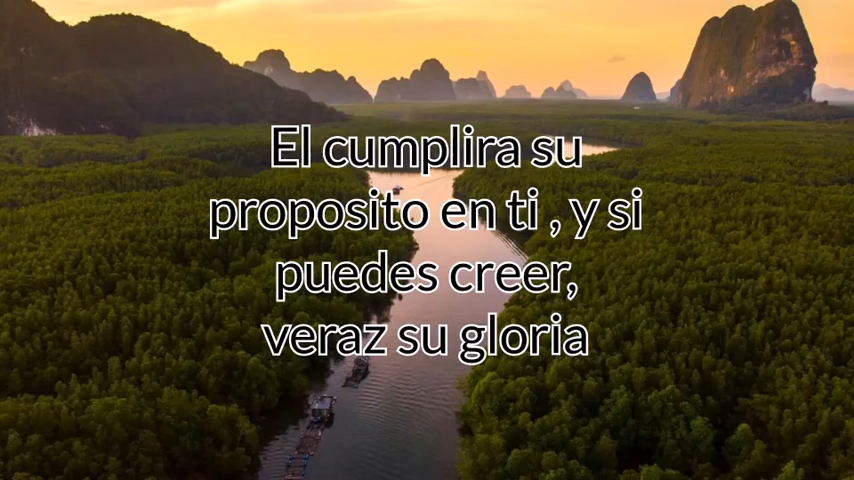 El cumplira su
proposito en ti , y si
puedes creer,
veraz su gloria